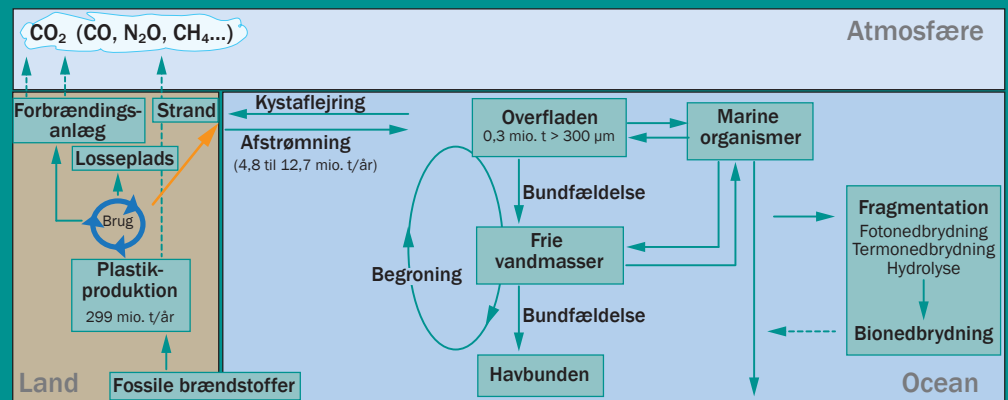 CO₂ (CO, N₂O, CH₄...)
Atmosfære
Forbrændings-
anlæg
Strand
Losseplads
Brug
Plastik-
produktion
299 mio. t/år
Land
Fossile brændstoffer
Kystaflejring
Afstrømning
(4,8 til 12,7 mio. t/år)
Overfladen
0,3 mio. t > 300 µm
Marine
organismer
Bundfældelse
Begroning
Frie
vandmasser
Bundfældelse
Havbunden
Fragmentation
Fotonedbrydning
Termonedbrydning
Hydrolyse
Bionedbrydning
Ocean